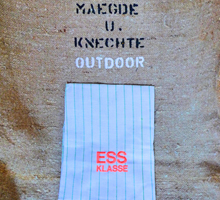 MAEGDE
U.
KNECHTE
OUTDOOR
ESS
KLASSE